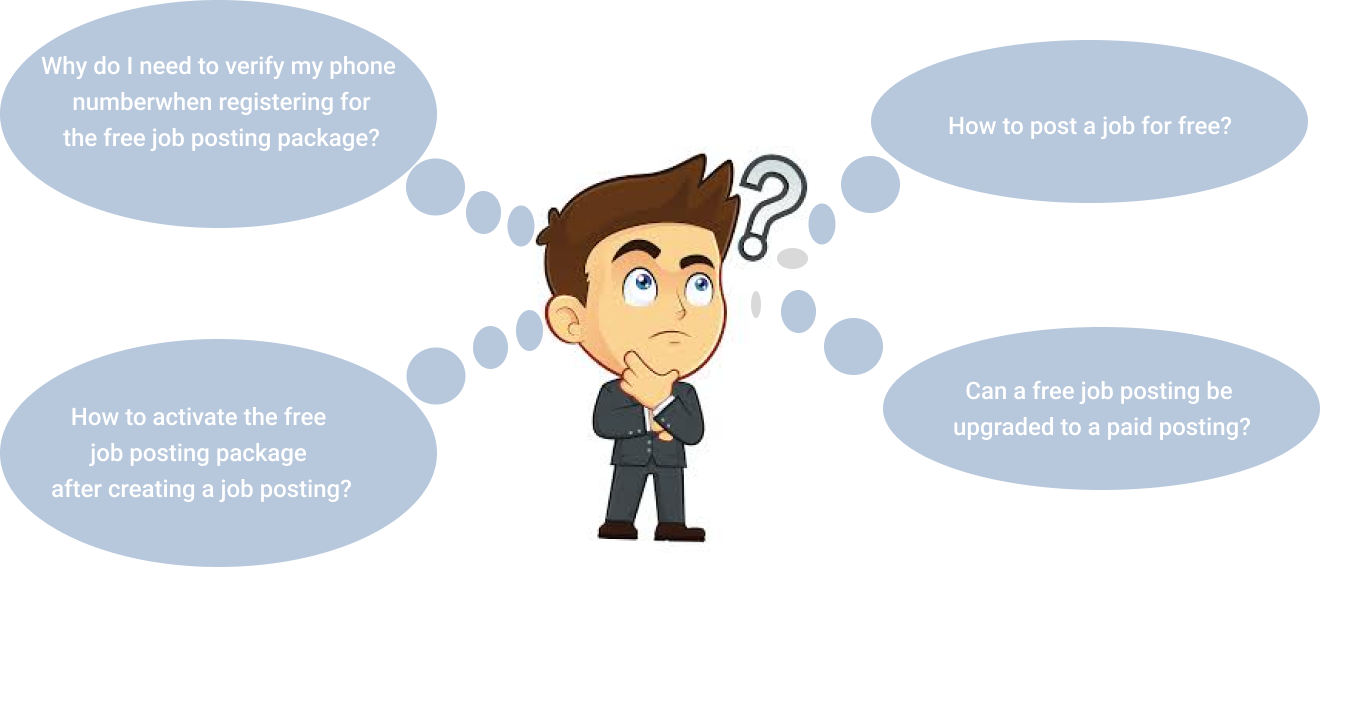 Why do I need to verify my phone
numberwhen registering for
the free job posting package?
How to post a job for free?
How to activate the free
job posting package
after creating a job posting?
Can a free job posting be
upgraded to a paid posting?
?